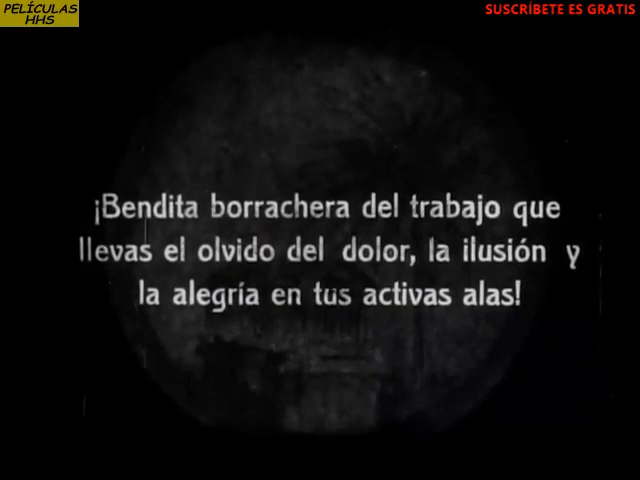 PELÍCULAS
HHS
SUSCRÍBETE ES GRATIS
¡Bendita borrachera del trabajo que
llevas el olvido del dolor, la ilusión y
la alegría en tus activas alas!